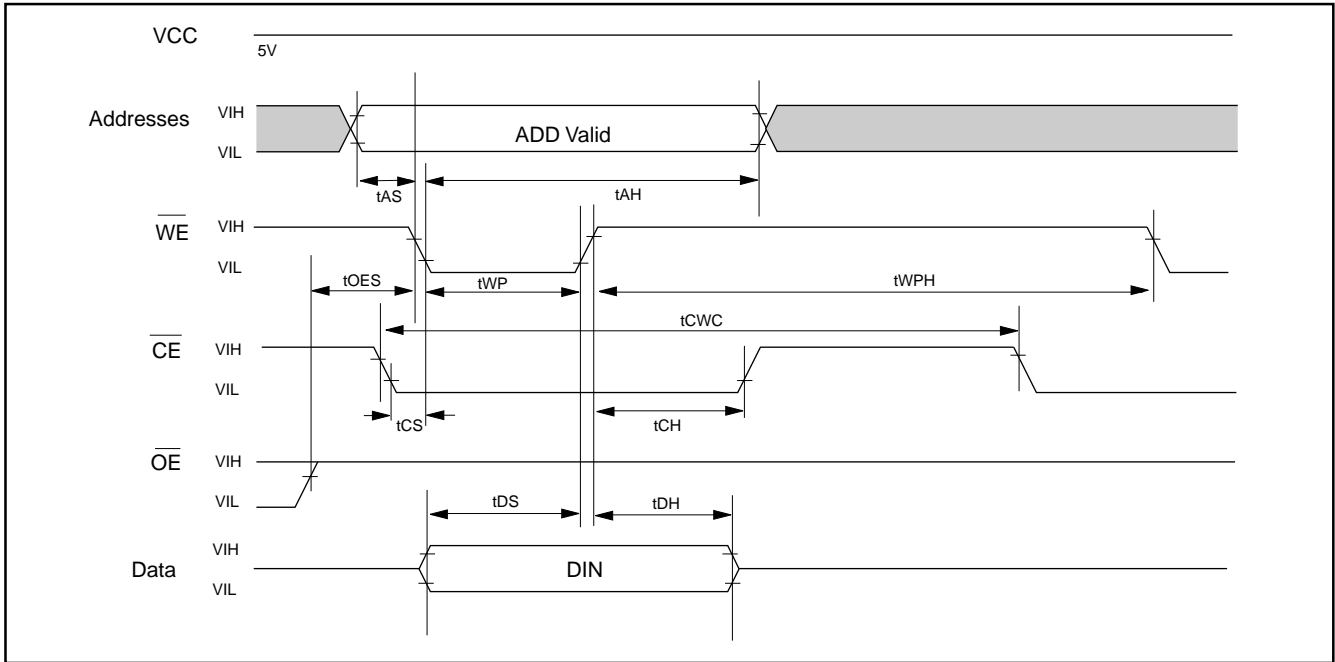 VCC
5V
Addresses
VIH
VIL
ADD Valid
tAS
tAH
WE
VIH
VIL
tOES
tWP
tWPH
tCWC
CE
VIH
VIL
tCS
tCH
OE
VIH
VIL
tDS
tDH
Data
VIH
VIL
DIN